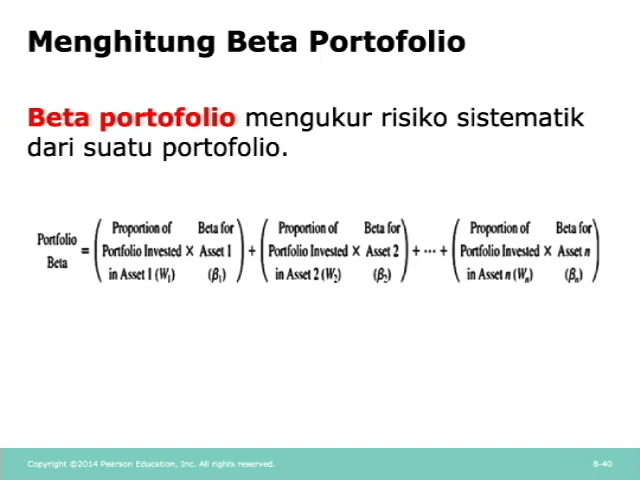 Menghitung Beta Portofolio
Beta portofolio mengukur risiko sistematik
dari suatu portofolio.
Portfolio Beta = (Proportion of Portfolio Invested in Asset 1 (W₁) × Beta for Asset 1 (β₁)) + (Proportion of Portfolio Invested in Asset 2 (W₂) × Beta for Asset 2 (β₂)) + ··· + (Proportion of Portfolio Invested in Asset n (Wₙ) × Beta for Asset n (βₙ))
Copyright ©2014 Pearson Education, Inc. All rights reserved.
8-40